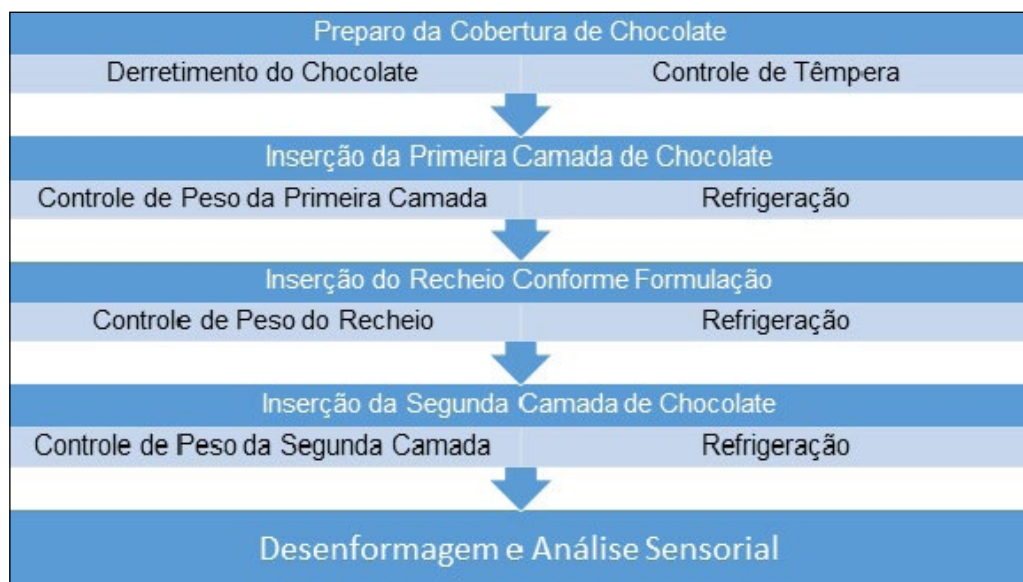 Preparo da Cobertura de Chocolate
Derretimento do Chocolate Controle de Têmpera
Inserção da Primeira Camada de Chocolate
Controle de Peso da Primeira Camada Refrigeração
Inserção do Recheio Conforme Formulação
Controle de Peso do Recheio Refrigeração
Inserção da Segunda Camada de Chocolate
Controle de Peso da Segunda Camada Refrigeração
Desenformagem e Análise Sensorial